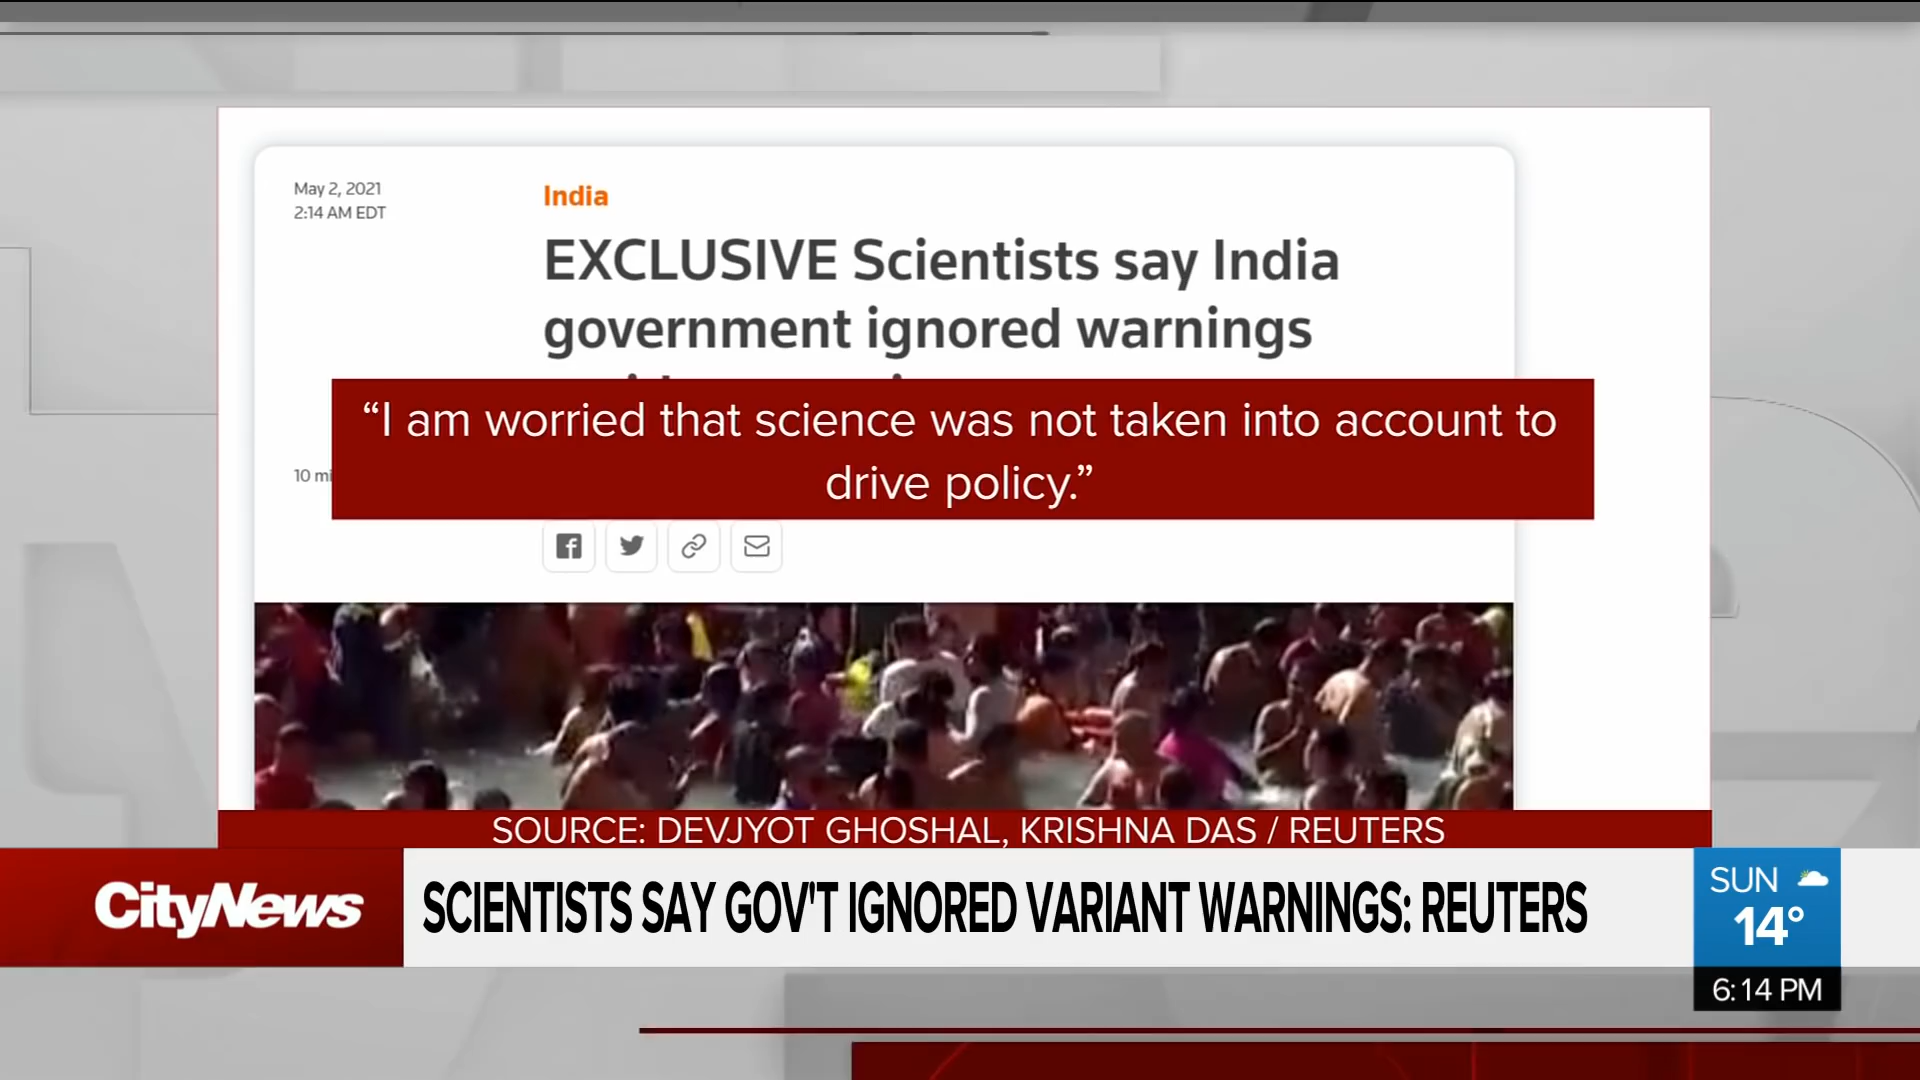 May 2, 2021
2:14 AM EDT
India
EXCLUSIVE Scientists say India
government ignored warnings
“I am worried that science was not taken into account to
drive policy.”
10
SOURCE: DEVJYOT GHOSHAL, KRISHNA DAS / REUTERS
CityNews
SCIENTISTS SAY GOV'T IGNORED VARIANT WARNINGS: REUTERS
SUN
14°
6:14 PM